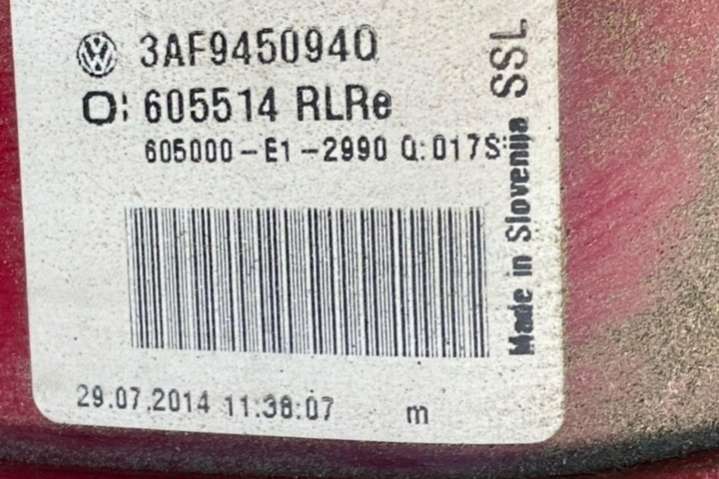 3AF945094Q
O: 605514 RLRe
605000-E1-2990 Q:017S
29.07.2014 11:38:07 m
Made in Slovenija SSL